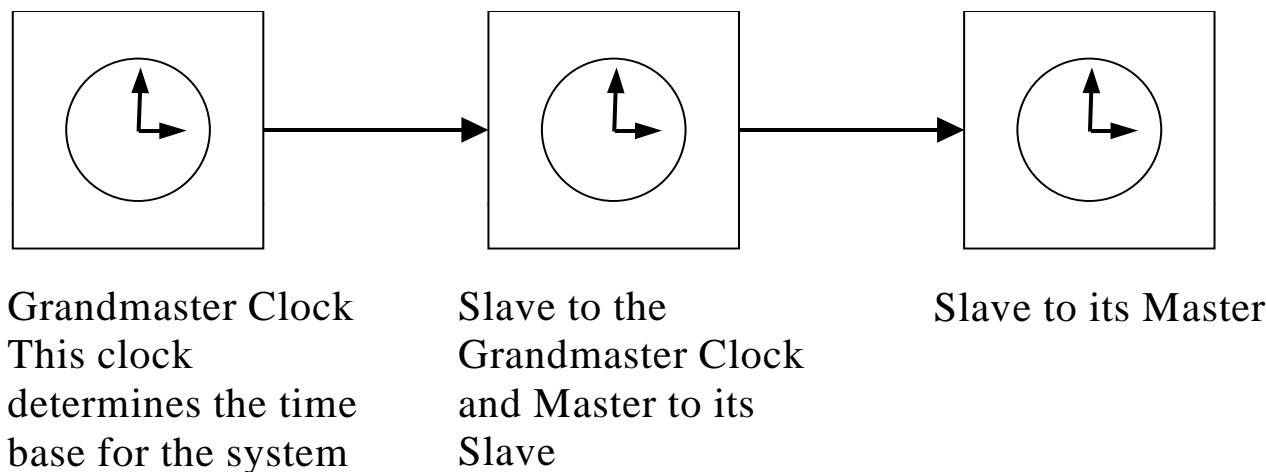 Grandmaster Clock
This clock
determines the time
base for the system
Slave to the
Grandmaster Clock
and Master to its
Slave
Slave to its Master